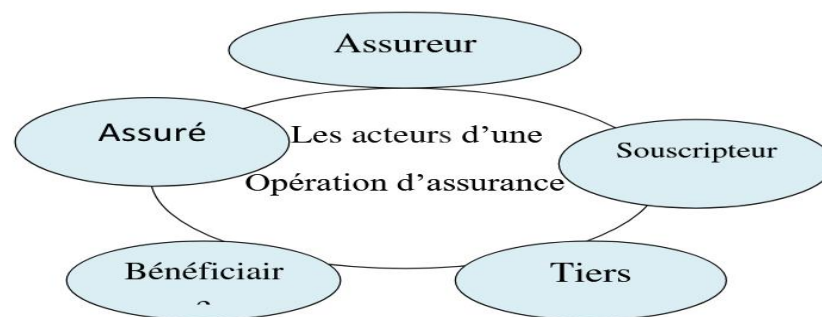 Assureur
Assuré
Les acteurs d’une
Souscripteur
Opération d’assurance
Bénéficiair
Tiers